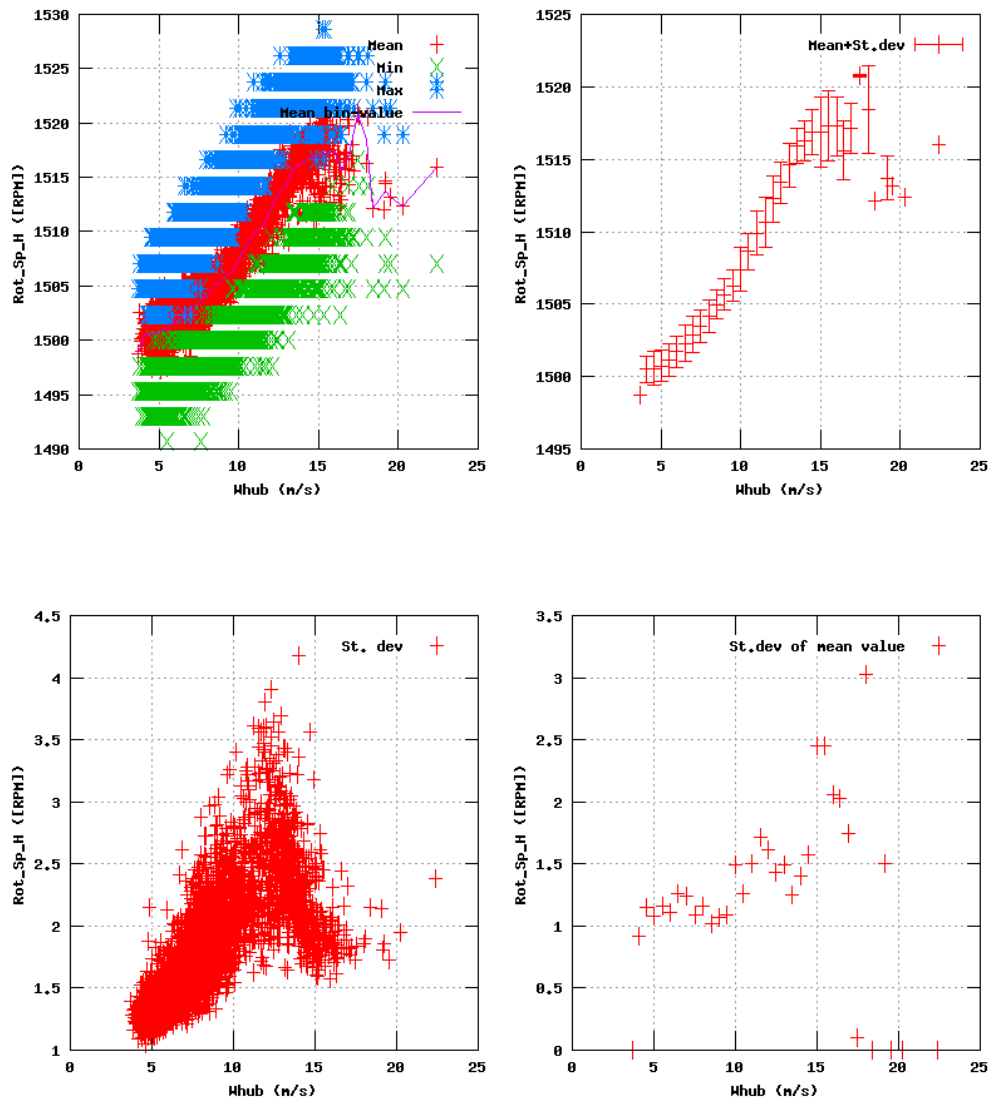 1530
1525
1520
1515
1510
1505
1500
1495
1490
Rot_Sp_H ([RPM])
Mean
Min
Max
Mean bin-value
0 5 10 15 20 25
Whub (m/s)
1525
1520
1515
1510
1505
1500
1495
Rot_Sp_H ([RPM])
Mean+St.dev
0 5 10 15 20 25
Whub (m/s)
4.5
4
3.5
3
2.5
2
1.5
1
Rot_Sp_H ([RPM])
St. dev
0 5 10 15 20 25
Whub (m/s)
3.5
3
2.5
2
1.5
1
0.5
0
Rot_Sp_H ([RPM])
St.dev of mean value
0 5 10 15 20 25
Whub (m/s)